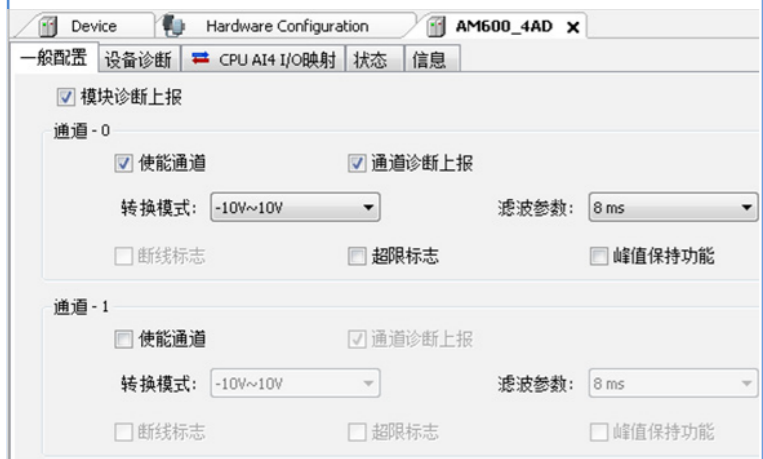 Device Hardware Configuration AM600_4AD X
一般配置 设备诊断 CPU AI4 I/O映射 状态 信息
模块诊断上报
通道 - 0
使能通道 通道诊断上报
转换模式: -10V~10V 滤波参数: 8 ms
断线标志 超限标志 峰值保持功能
通道 - 1
使能通道 通道诊断上报
转换模式: -10V~10V 滤波参数: 8 ms
断线标志 超限标志 峰值保持功能